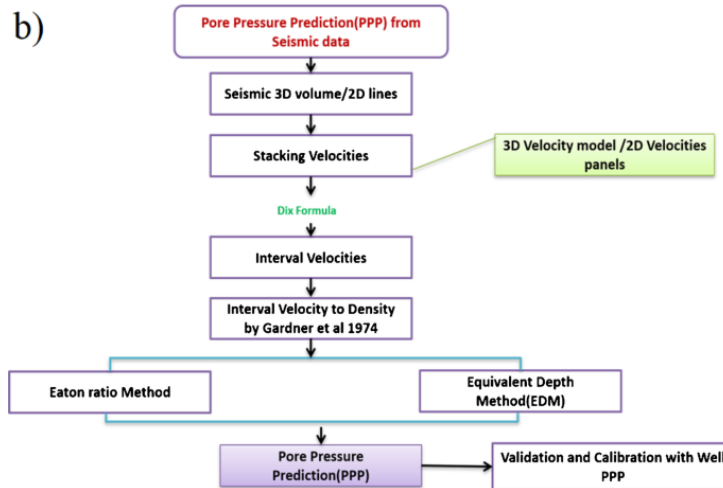 b)
Pore Pressure Prediction(PPP) from
Seismic data
Seismic 3D volume/2D lines
Stacking Velocities
3D Velocity model /2D Velocities
panels
Dix Formula
Interval Velocities
Interval Velocity to Density
by Gardner et al 1974
Eaton ratio Method
Equivalent Depth
Method(EDM)
Pore Pressure
Prediction(PPP)
Validation and Calibration with Well
PPP